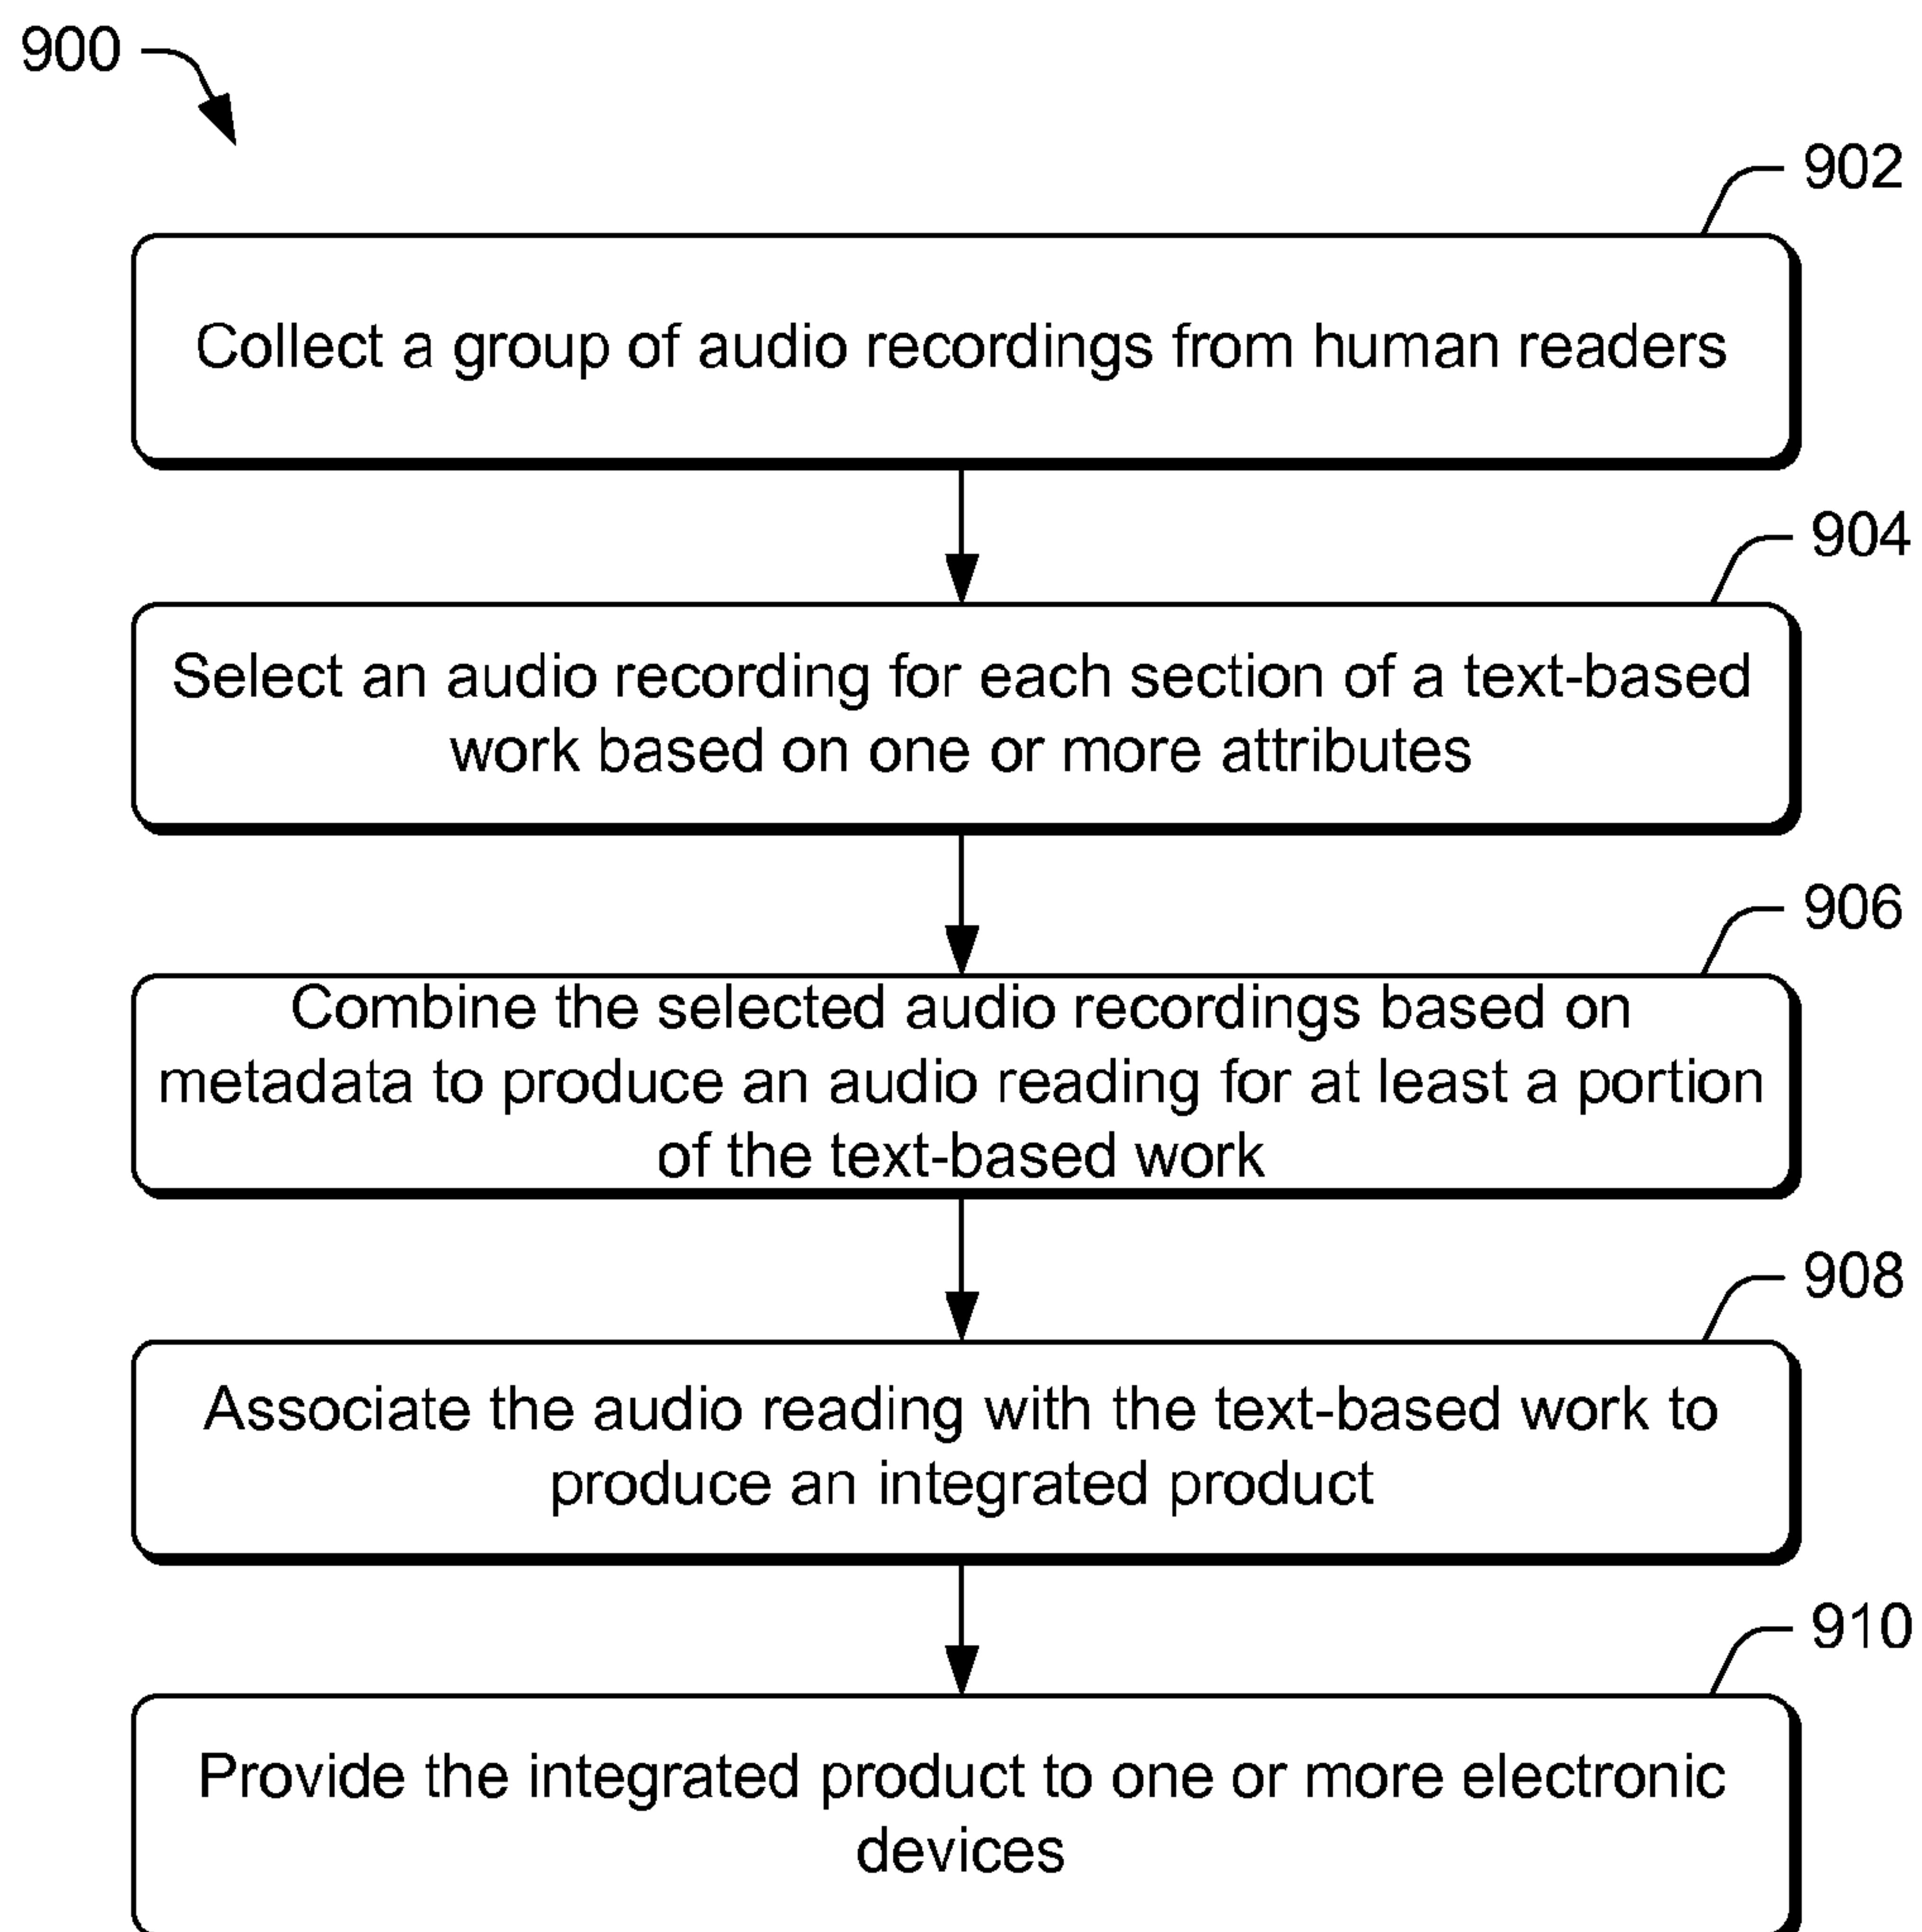 900
902
Collect a group of audio recordings from human readers
904
Select an audio recording for each section of a text-based
work based on one or more attributes
906
Combine the selected audio recordings based on
metadata to produce an audio reading for at least a portion
of the text-based work
908
Associate the audio reading with the text-based work to
produce an integrated product
910
Provide the integrated product to one or more electronic
devices